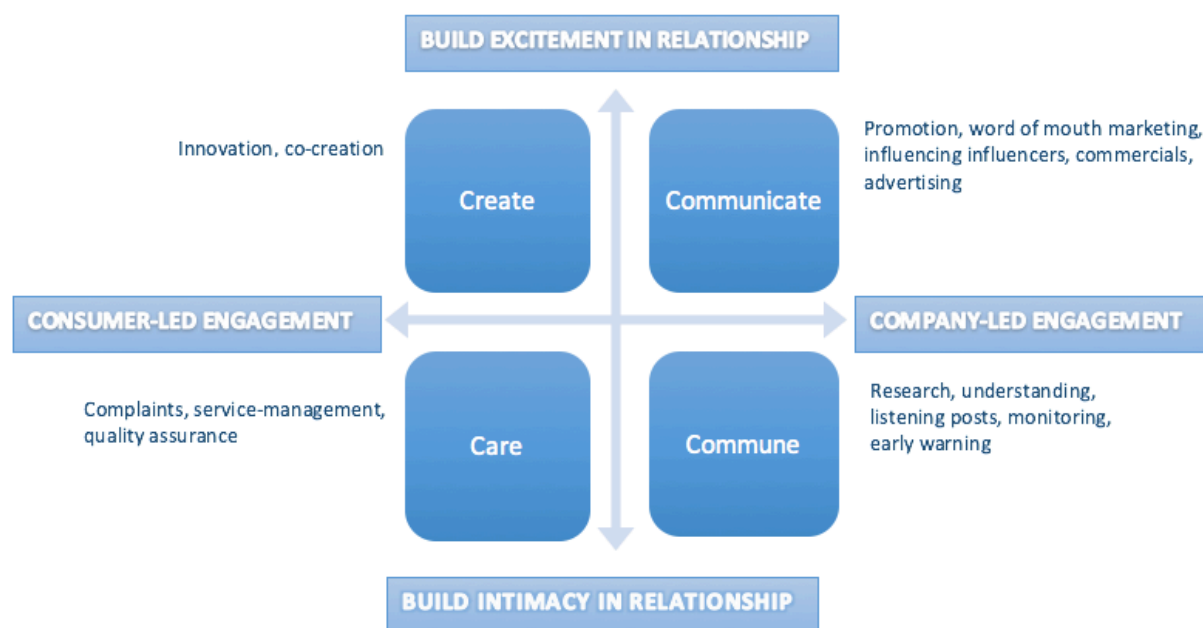 BUILD EXCITEMENT IN RELATIONSHIP
Innovation, co-creation
Create
Communicate
Promotion, word of mouth marketing,
influencing influencers, commercials,
advertising
CONSUMER-LED ENGAGEMENT
COMPANY-LED ENGAGEMENT
Complaints, service-management,
quality assurance
Care
Commune
Research, understanding,
listening posts, monitoring,
early warning
BUILD INTIMACY IN RELATIONSHIP